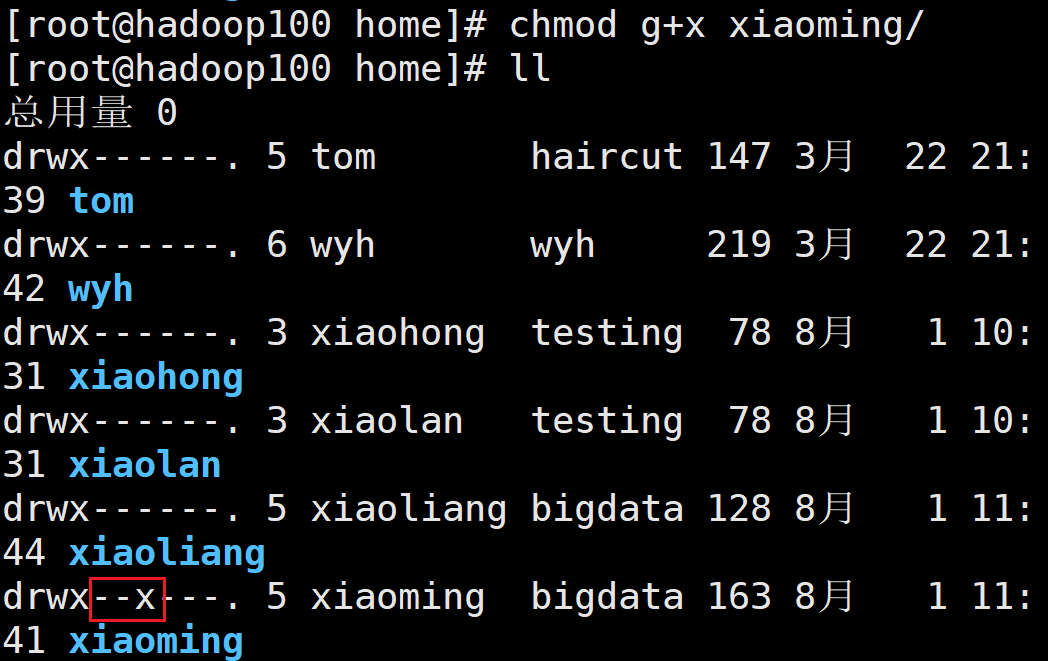 [root@hadoop100 home]# chmod g+x xiaoming/
[root@hadoop100 home]# ll
总用量 0
drwx------. 5 tom       haircut 147 3月  22 21:
39 tom
drwx------. 6 wyh       wyh     219 3月  22 21:
42 wyh
drwx------. 3 xiaohong  testing  78 8月   1 10:
31 xiaohong
drwx------. 3 xiaolan   testing  78 8月   1 10:
31 xiaolan
drwx------. 5 xiaoliang bigdata 128 8月   1 11:
44 xiaoliang
drwx--x---. 5 xiaoming  bigdata 163 8月   1 11:
41 xiaoming